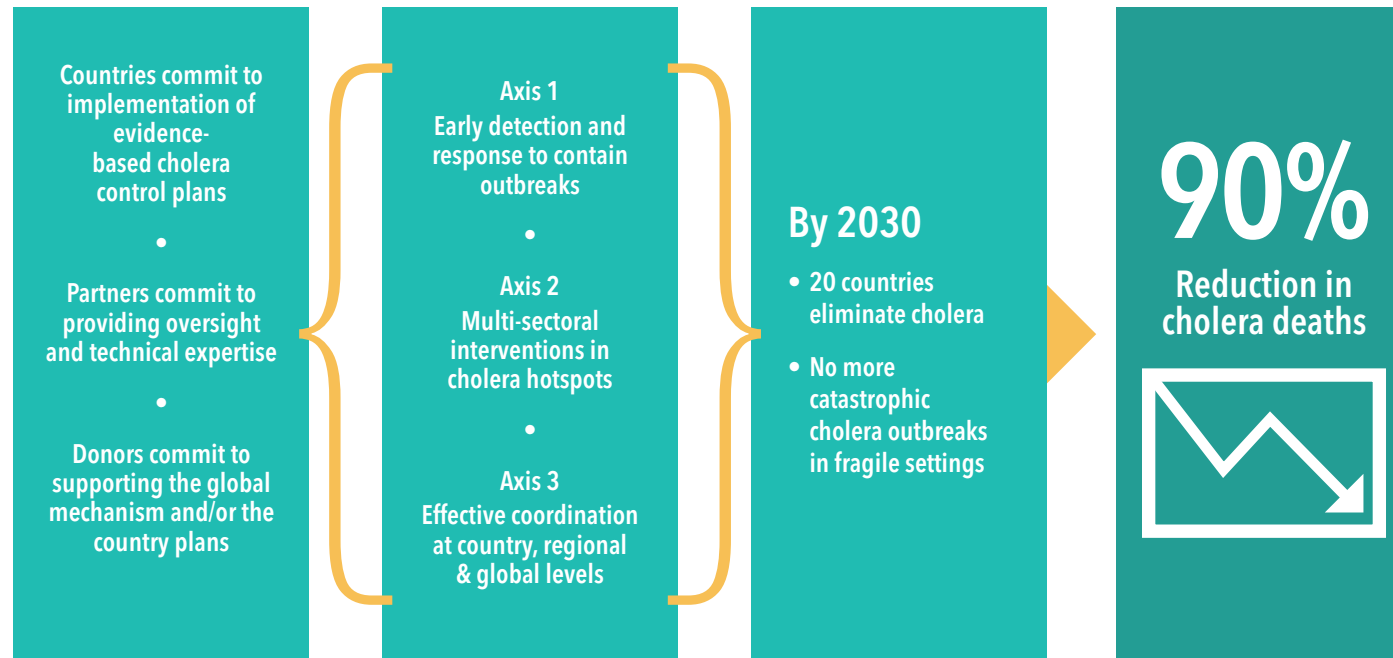 Countries commit to
implementation of
evidence-
based cholera
control plans
•
Partners commit to
providing oversight
and technical expertise
•
Donors commit to
supporting the global
mechanism and/or the
country plans
Axis 1
Early detection and
response to contain
outbreaks
•
Axis 2
Multi-sectoral
interventions in
cholera hotspots
•
Axis 3
Effective coordination
at country, regional
& global levels
By 2030
• 20 countries
eliminate cholera
• No more
catastrophic
cholera outbreaks
in fragile settings
90%
Reduction in
cholera deaths